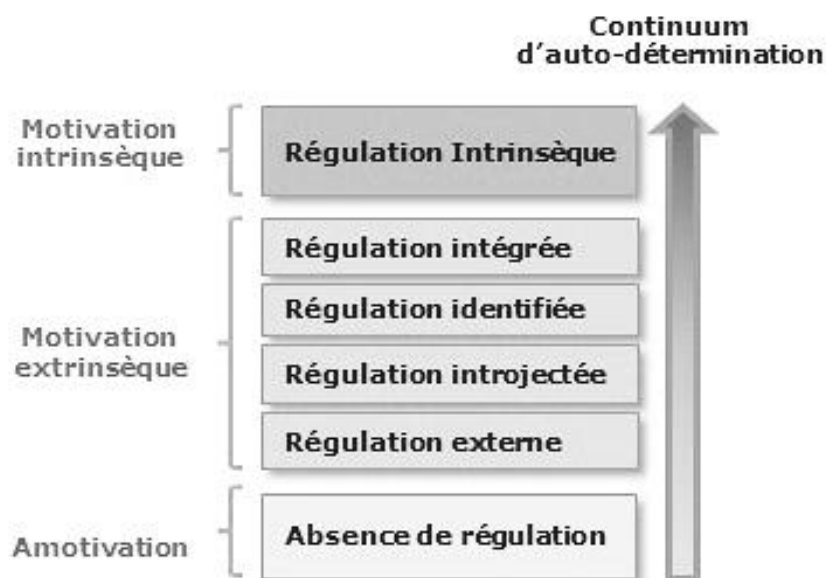 Continuum
d'auto-détermination
Motivation
intrinsèque
Régulation Intrinsèque
Régulation intégrée
Régulation identifiée
Motivation
extrinsèque
Régulation introjectée
Régulation externe
Amotivation
Absence de régulation